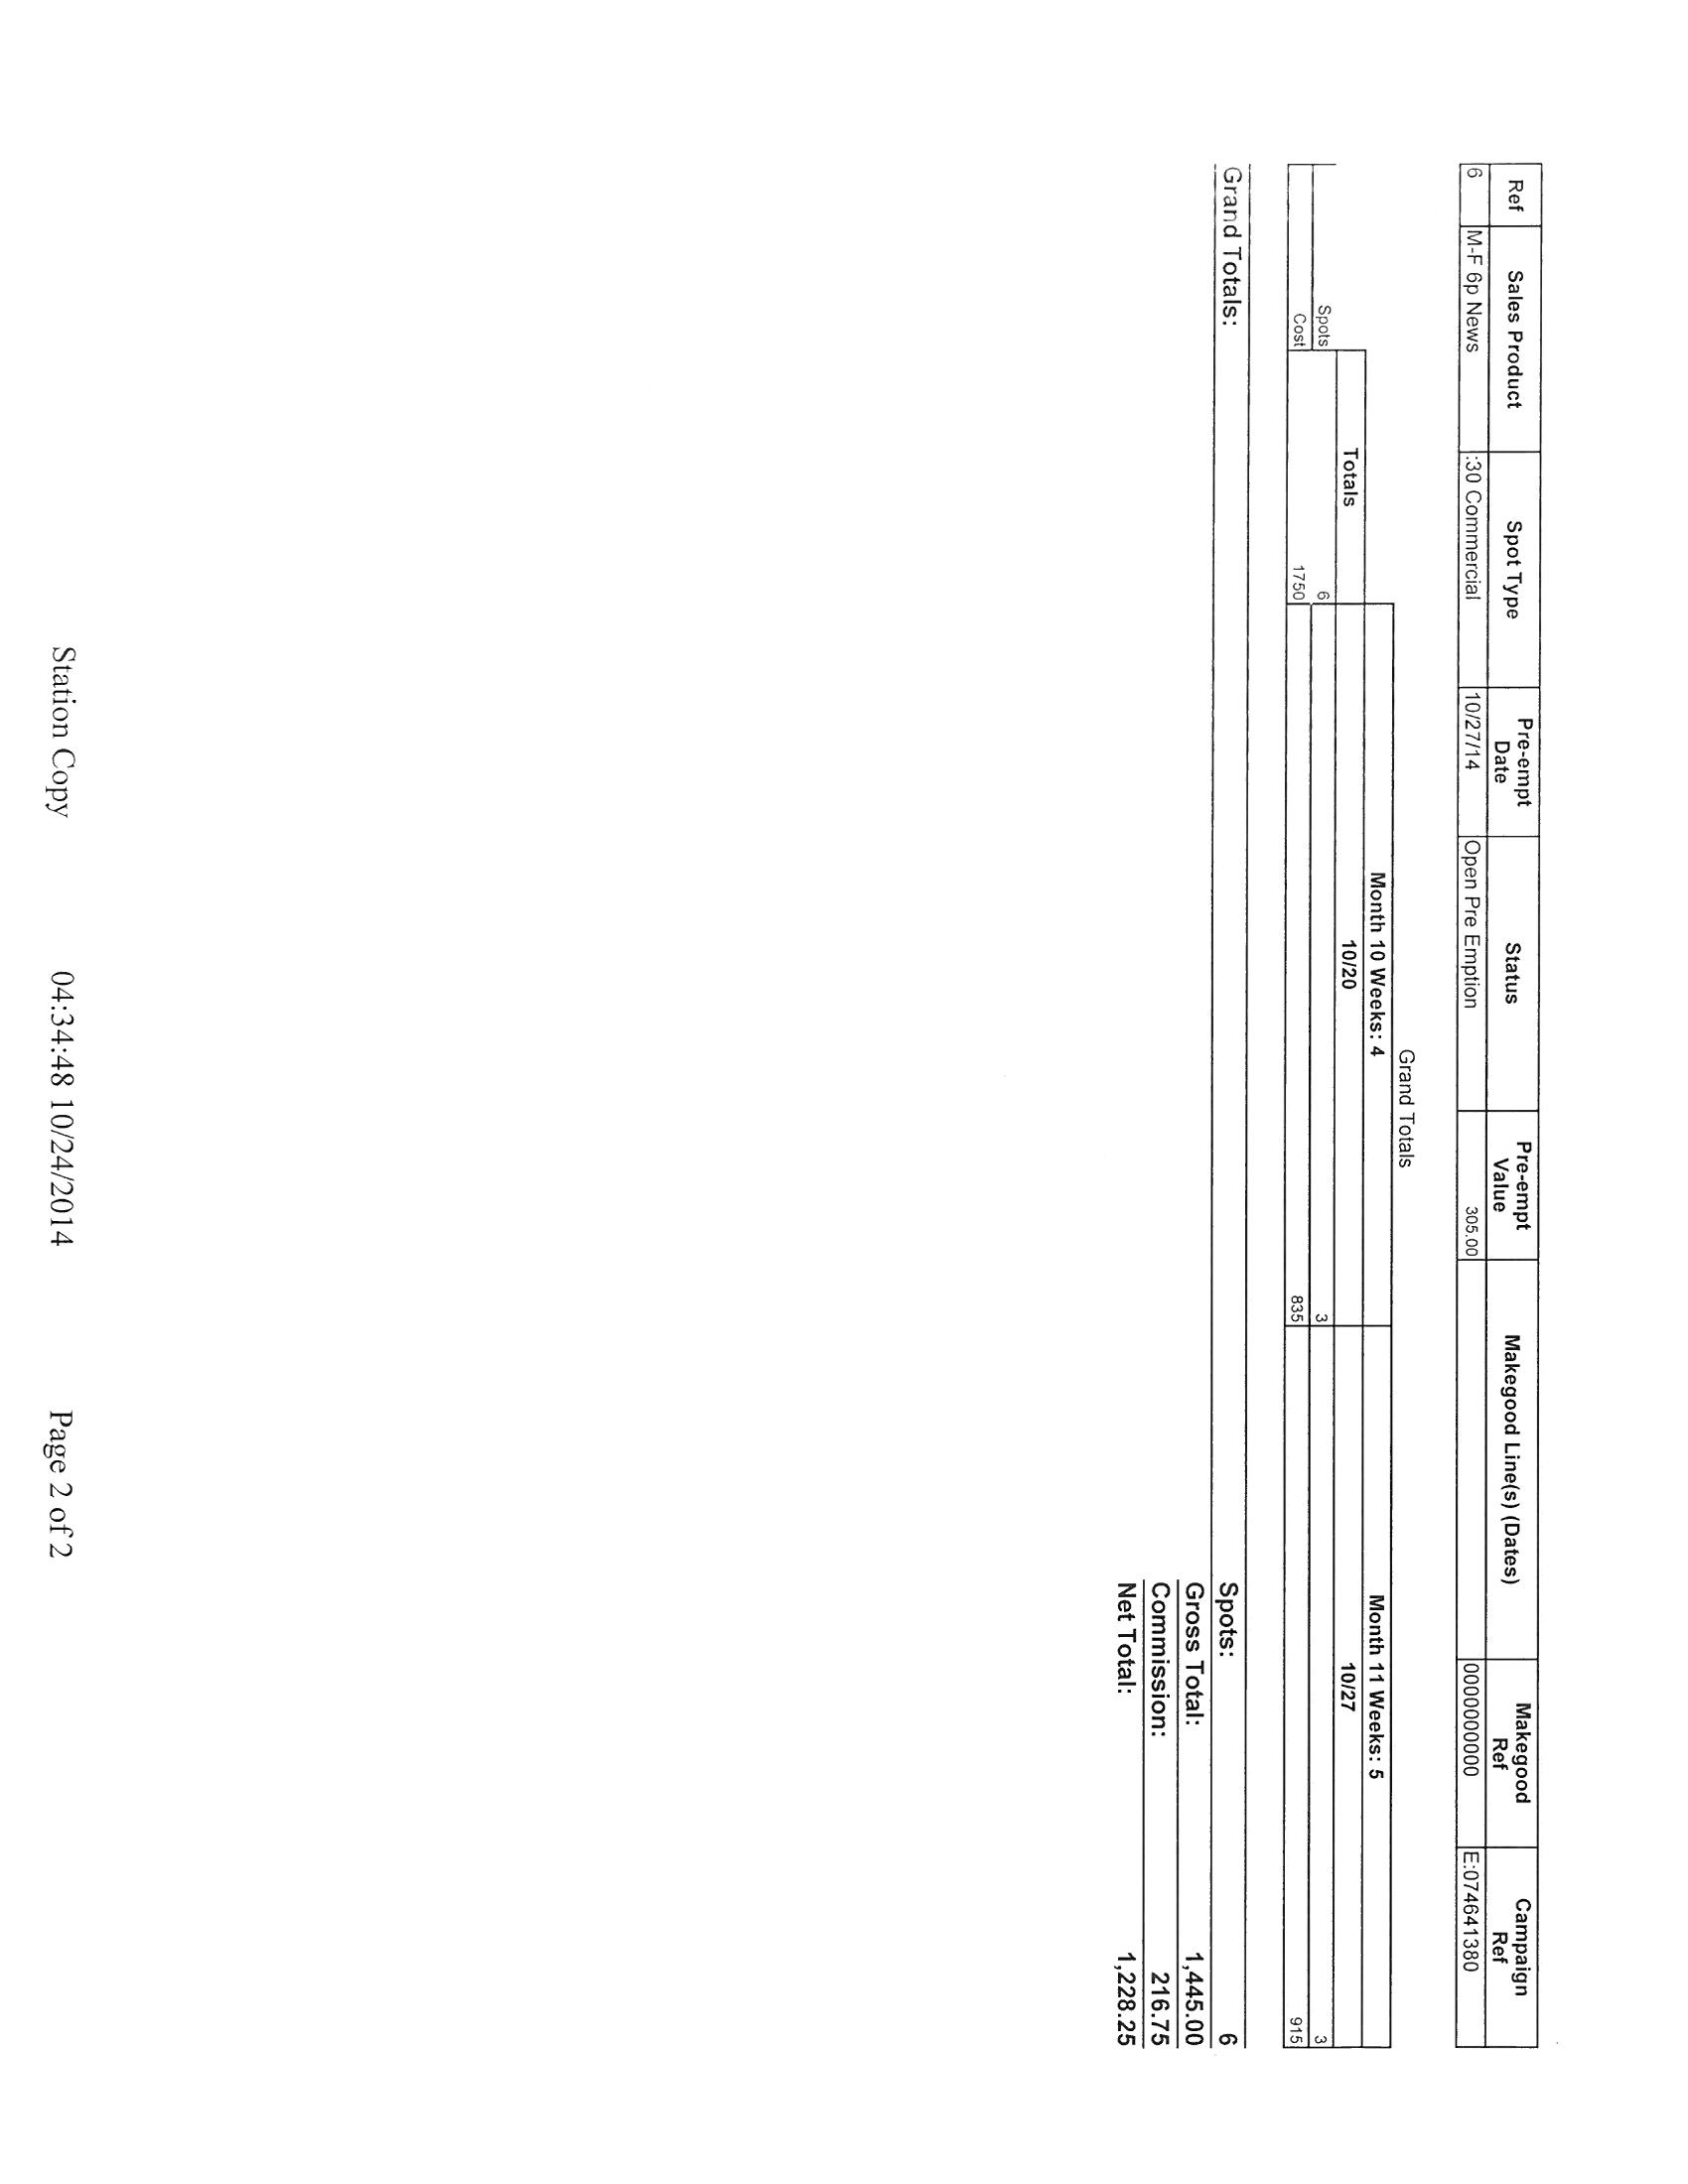 Ref Sales Product Spot Type Pre-empt Date Status Pre-empt Value Makegood Line(s) (Dates) Makegood Ref Campaign Ref
6 M-F 6p News :30 Commercial 10/27/14 Open Pre Emption 305.00 0000000000 E:074641380
Grand Totals
Month 10 Weeks: 4 Month 11 Weeks: 5
Totals 10/20 10/27
Spots 6 3 3
Cost 1750 835 915
Grand Totals: Spots: 6
Gross Total: 1,445.00
Commission: 216.75
Net Total: 1,228.25
Station Copy 04:34:48 10/24/2014 Page 2 of 2